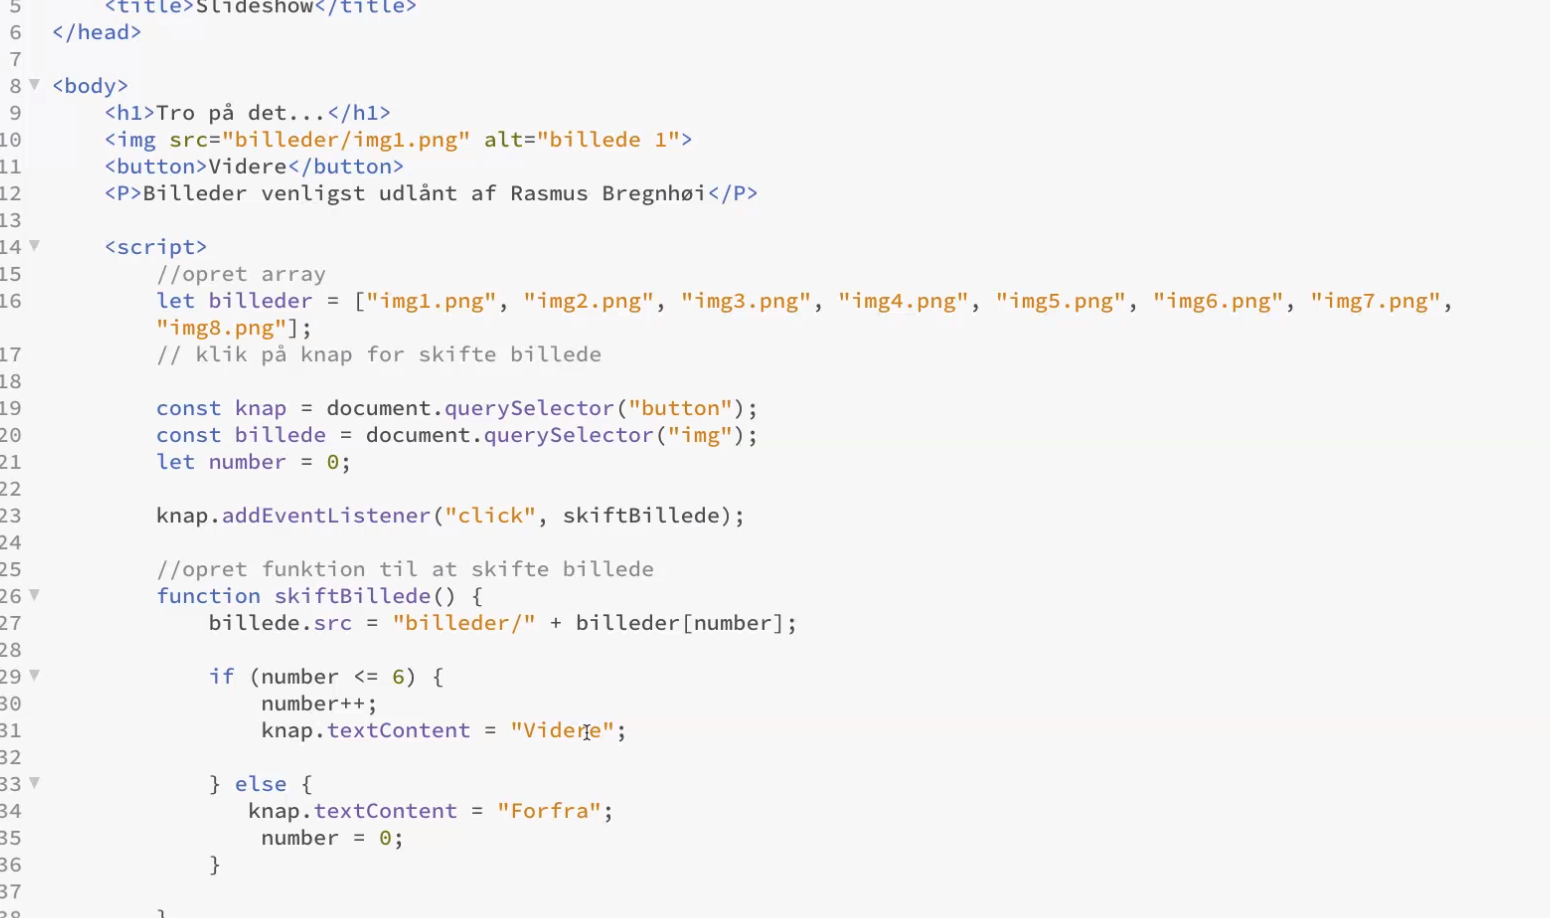 5 <title>Slideshow</title>
6 </head>
7
8 <body>
9 <h1>Tro på det...</h1>
10 <img src="billeder/img1.png" alt="billede 1">
11 <button>Videre</button>
12 <P>Billeder venligst udlånt af Rasmus Bregnhøi</P>
13
14 <script>
15 //opret array
16 let billeder = ["img1.png", "img2.png", "img3.png", "img4.png", "img5.png", "img6.png", "img7.png",
"img8.png"];
17 // klik på knap for skifte billede
18
19 const knap = document.querySelector("button");
20 const billede = document.querySelector("img");
21 let number = 0;
22
23 knap.addEventListener("click", skiftBillede);
24
25 //opret funktion til at skifte billede
26 function skiftBillede() {
27 billede.src = "billeder/" + billeder[number];
28
29 if (number <= 6) {
30 number++;
31 knap.textContent = "Videre";
32
33 } else {
34 knap.textContent = "Forfra";
35 number = 0;
36 }
37
38 }